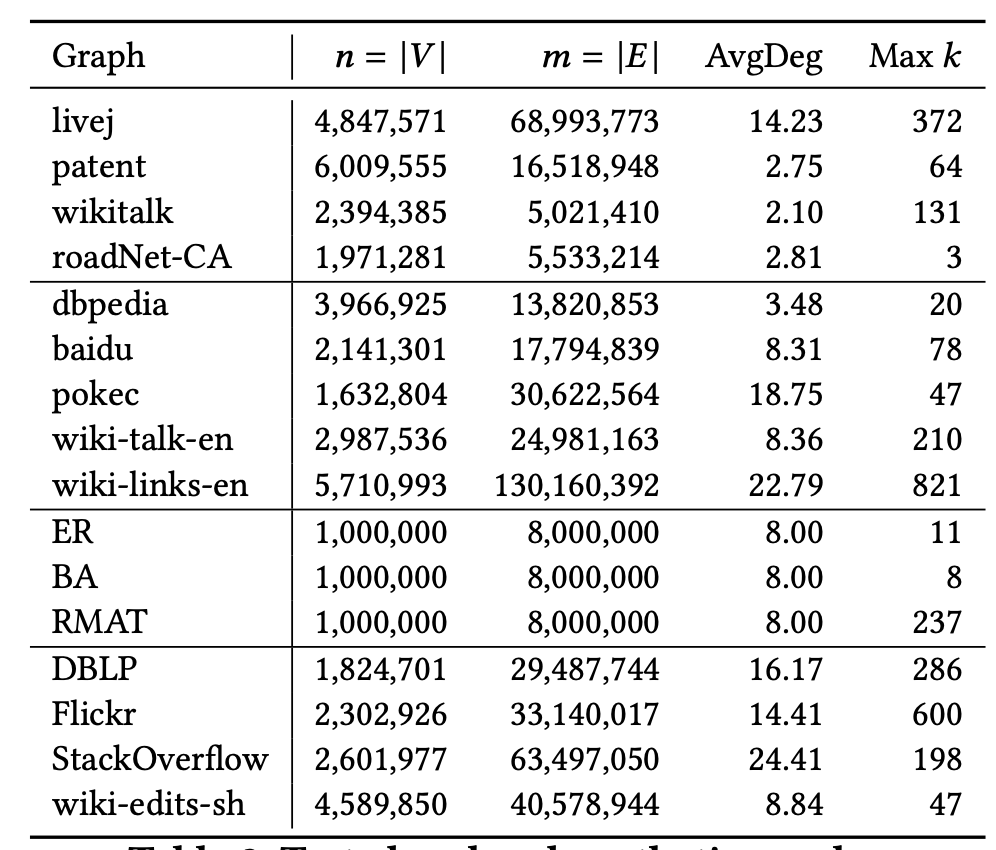 Graph n = |V| m = |E| AvgDeg Max k
livej 4,847,571 68,993,773 14.23 372
patent 6,009,555 16,518,948 2.75 64
wikitalk 2,394,385 5,021,410 2.10 131
roadNet-CA 1,971,281 5,533,214 2.81 3
dbpedia 3,966,925 13,820,853 3.48 20
baidu 2,141,301 17,794,839 8.31 78
pokec 1,632,804 30,622,564 18.75 47
wiki-talk-en 2,987,536 24,981,163 8.36 210
wiki-links-en 5,710,993 130,160,392 22.79 821
ER 1,000,000 8,000,000 8.00 11
BA 1,000,000 8,000,000 8.00 8
RMAT 1,000,000 8,000,000 8.00 237
DBLP 1,824,701 29,487,744 16.17 286
Flickr 2,302,926 33,140,017 14.41 600
StackOverflow 2,601,977 63,497,050 24.41 198
wiki-edits-sh 4,589,850 40,578,944 8.84 47